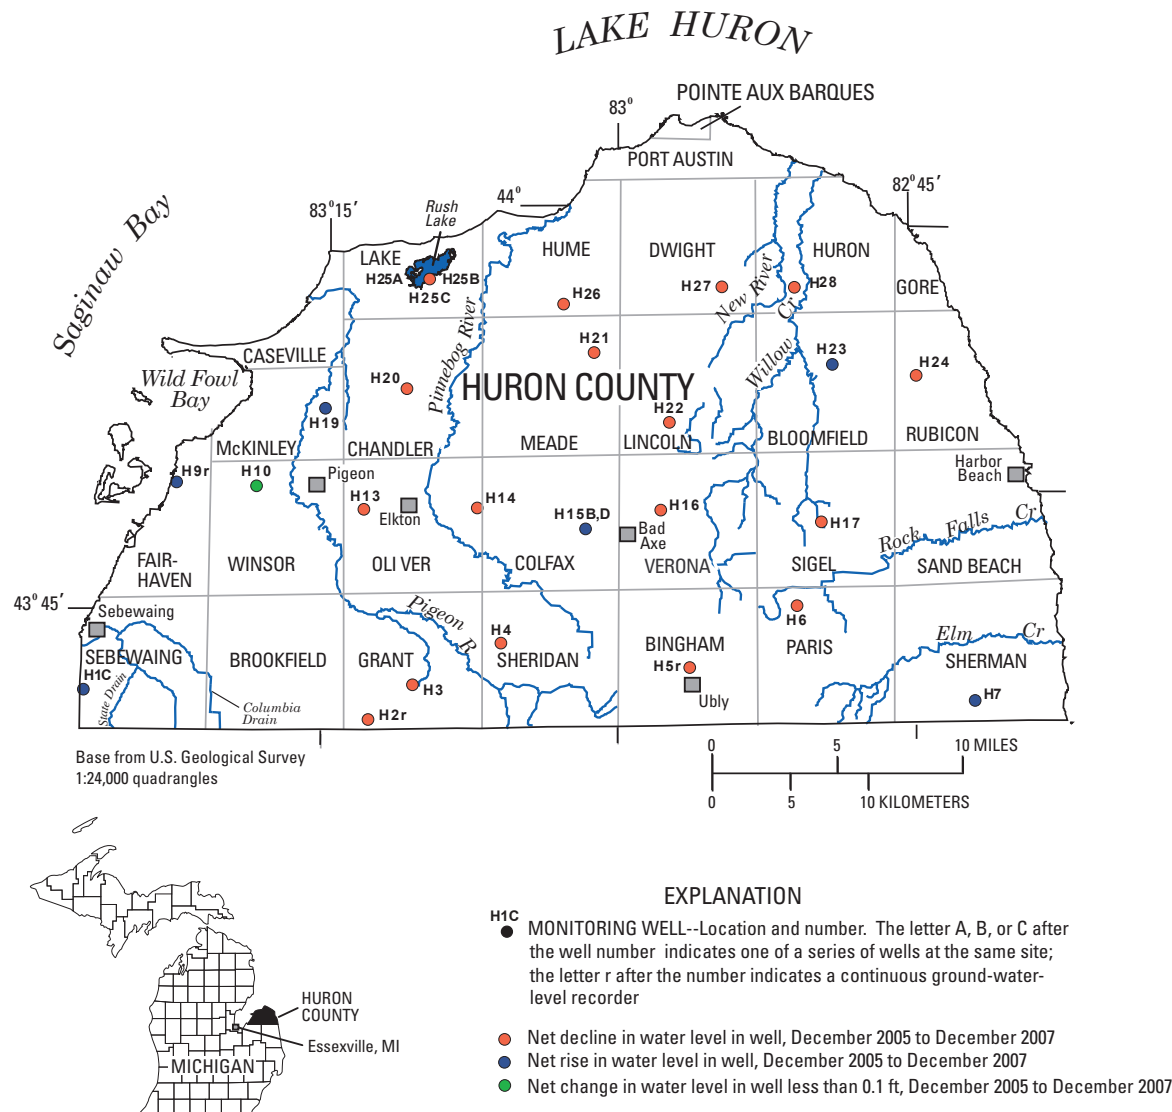 LAKE HURON
POINTE AUX BARQUES
83°
PORT AUSTIN
82°45′
44°
83°15′
Rush
Lake
Saginaw Bay
HUME
DWIGHT
HURON
LAKE
H25A
H25B
H25C
H27
H28
GORE
H26
New River
Cr
Pinnebog River
H21
CASEVILLE
Wild Fowl
Bay
H20
HURON COUNTY
Willow
H23
H24
H19
H22
McKINLEY
CHANDLER
MEADE
LINCOLN
BLOOMFIELD
RUBICON
H9r
H10
Pigeon
Harbor
Beach
H13
Elkton
H14
H15B,D
H16
H17
Bad
Axe
Rock Falls Cr
FAIR-
HAVEN
WINSOR
OLIVER
COLFAX
VERONA
SIGEL
SAND BEACH
43°45′
Sebewaing
Pigeon R
H6
H4
Elm Cr
SEBEWAING
BROOKFIELD
GRANT
SHERIDAN
BINGHAM
PARIS
SHERMAN
H1C
State Drain
H5r
H3
H7
Ubly
Columbia
Drain
H2r
Base from U.S. Geological Survey
1:24,000 quadrangles
0 5 10 MILES
0 5 10 KILOMETERS
EXPLANATION
H1C
MONITORING WELL--Location and number. The letter A, B, or C after
the well number indicates one of a series of wells at the same site;
the letter r after the number indicates a continuous ground-water-
level recorder
Net decline in water level in well, December 2005 to December 2007
Net rise in water level in well, December 2005 to December 2007
Net change in water level in well less than 0.1 ft, December 2005 to December 2007
HURON
COUNTY
Essexville, MI
MICHIGAN